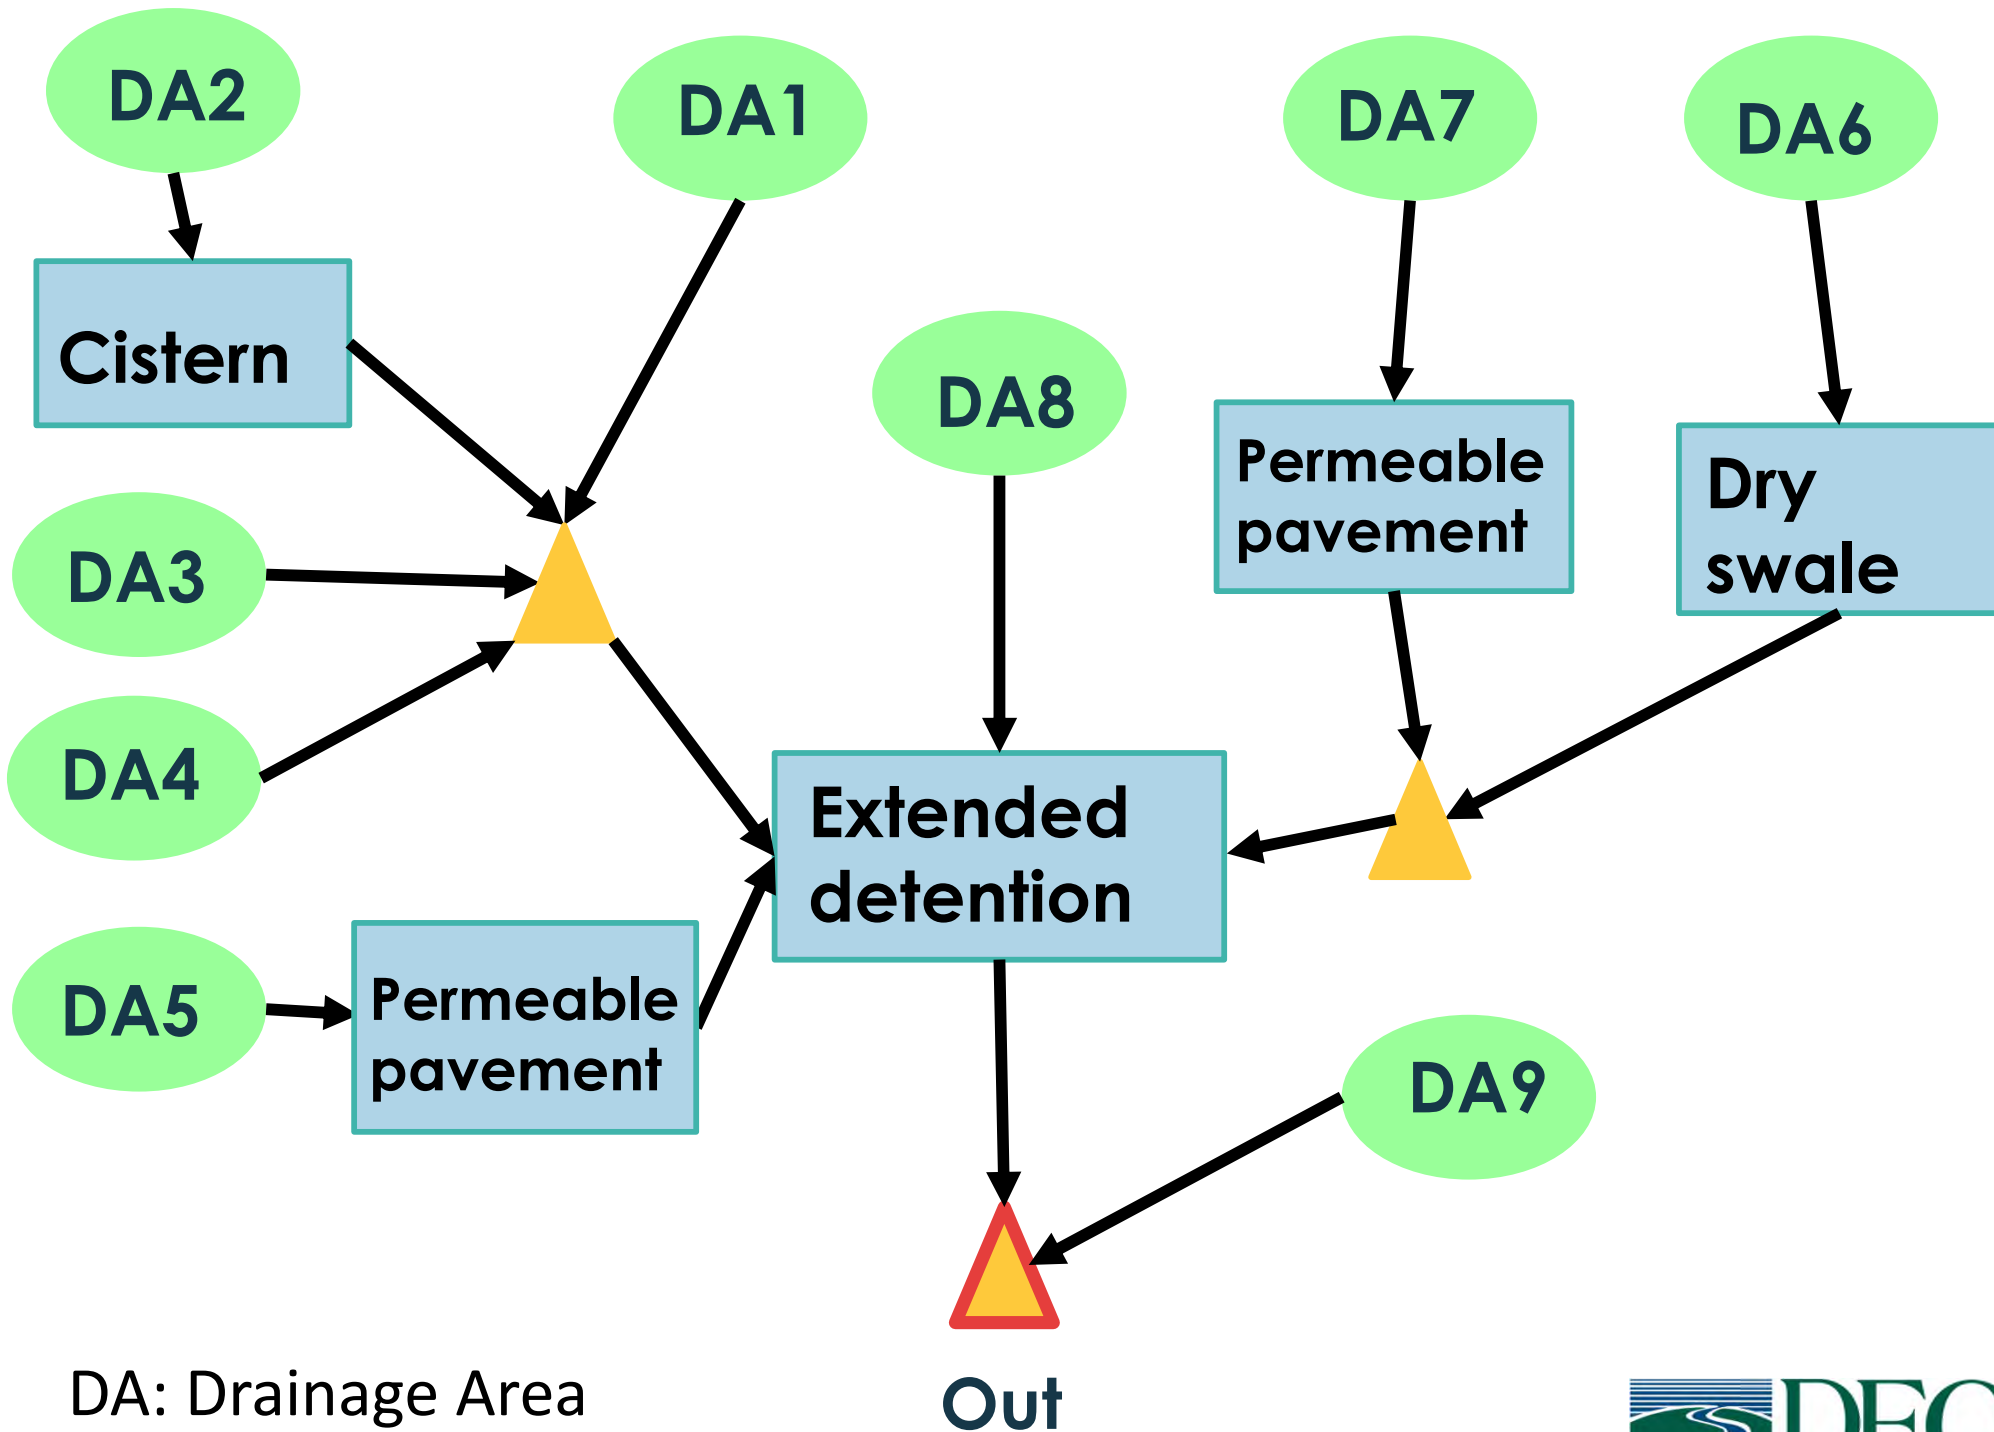 DA2
DA1
DA7
DA6
Cistern
DA8
Permeable
pavement
Dry
swale
DA3
DA4
Extended
detention
DA5
Permeable
pavement
DA9
DA: Drainage Area
Out
DEQ